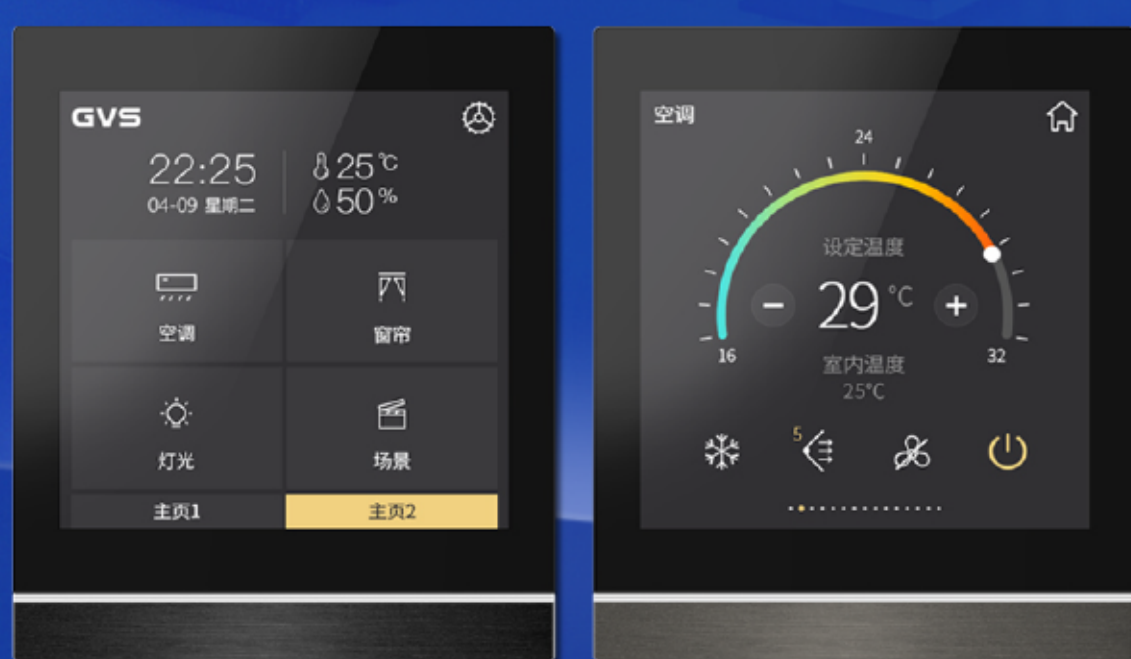 GVS
22:25
04-09 星期二
25℃
50%
空调
窗帘
灯光
场景
主页1
主页2
空调
24
设定温度
29 °C
16
32
室内温度
25°C
5